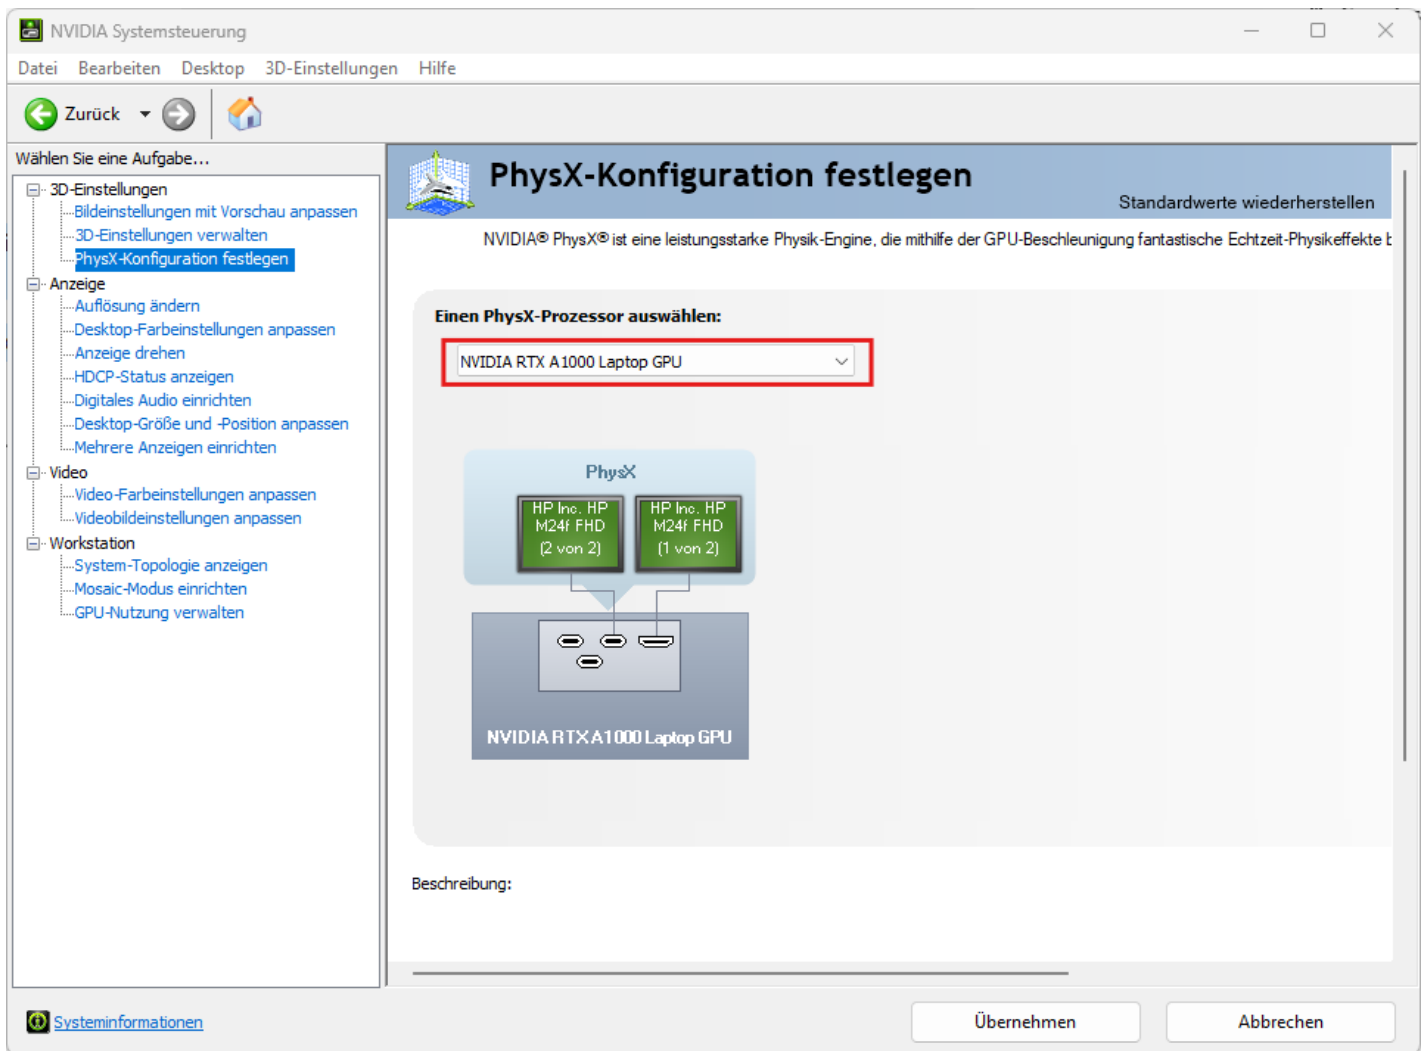 NVIDIA Systemsteuerung
Datei Bearbeiten Desktop 3D-Einstellungen Hilfe
Zurück
Wählen Sie eine Aufgabe...
3D-Einstellungen
Bildeinstellungen mit Vorschau anpassen
3D-Einstellungen verwalten
PhysX-Konfiguration festlegen
Anzeige
Auflösung ändern
Desktop-Farbeinstellungen anpassen
Anzeige drehen
HDCP-Status anzeigen
Digitales Audio einrichten
Desktop-Größe und -Position anpassen
Mehrere Anzeigen einrichten
Video
Video-Farbeinstellungen anpassen
Videobildeinstellungen anpassen
Workstation
System-Topologie anzeigen
Mosaic-Modus einrichten
GPU-Nutzung verwalten
PhysX-Konfiguration festlegen
Standardwerte wiederherstellen
NVIDIA® PhysX® ist eine leistungsstarke Physik-Engine, die mithilfe der GPU-Beschleunigung fantastische Echtzeit-Physikeffekte
Einen PhysX-Prozessor auswählen:
NVIDIA RTX A1000 Laptop GPU
PhysX
HP Inc. HP
M24f FHD
(2 von 2)
HP Inc. HP
M24f FHD
(1 von 2)
NVIDIA RTX A1000 Laptop GPU
Beschreibung:
Systeminformationen
Übernehmen
Abbrechen